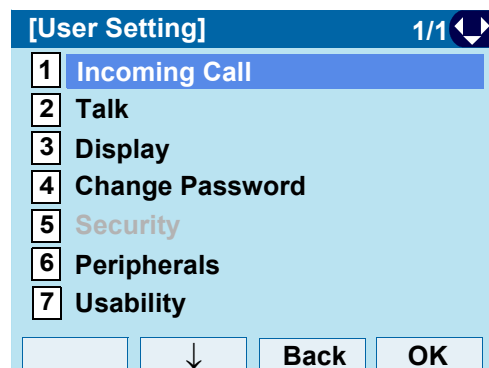 [User Setting] 1/1
1 Incoming Call
2 Talk
3 Display
4 Change Password
5 Security
6 Peripherals
7 Usability
↓ Back OK